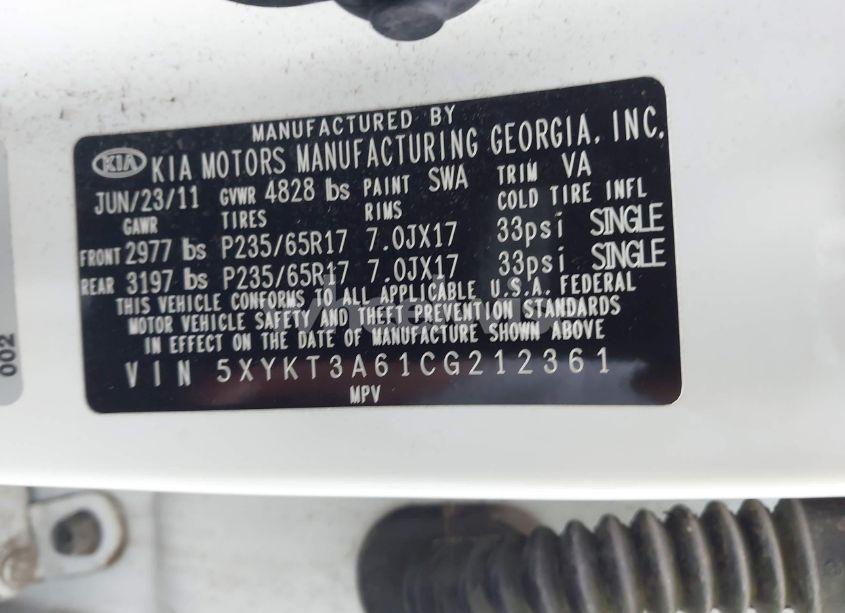 MANUFACTURED BY
KIA KIA MOTORS MANUFACTURING GEORGIA, INC.
JUN/23/11 GVWR 4828 lbs PAINT SWA TRIM VA
GAWR TIRES RIMS COLD TIRE INFL
FRONT 2977 lbs P235/65R17 7.0JX17 33psi SINGLE
REAR 3197 lbs P235/65R17 7.0JX17 33psi SINGLE
THIS VEHICLE CONFORMS TO ALL APPLICABLE U.S.A. FEDERAL
MOTOR VEHICLE SAFETY AND THEFT PREVENTION STANDARDS
IN EFFECT ON THE DATE OF MANUFACTURE SHOWN ABOVE
VIN 5XYKT3A61CG212361
MPV
002